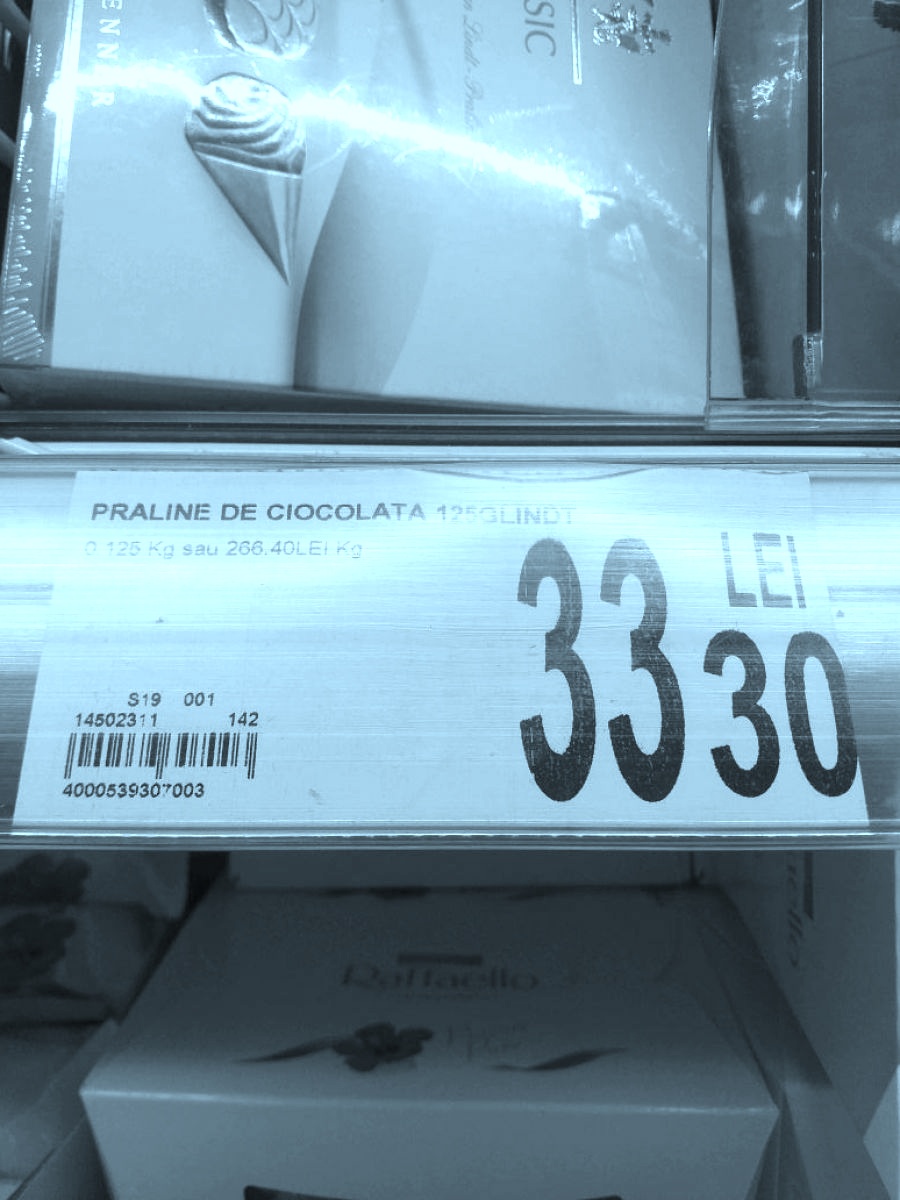 ENNER
SIC
PRALINE DE CIOCOLATA 125GLINDT
0.125 Kg sau 266.40LEI Kg
33 LEI
30
S19 001
14502311 142
4000539307003
Raffaello